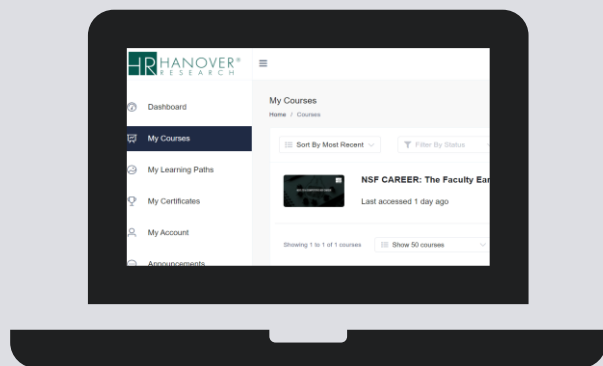 HR HANOVER®
RESEARCH
Dashboard
My Courses
My Learning Paths
My Certificates
My Account
Announcements
My Courses
Home / Courses
Sort By Most Recent
Filter By Status
NSF CAREER: The Faculty Ear
Last accessed 1 day ago
Showing 1 to 1 of 1 courses
Show 50 courses